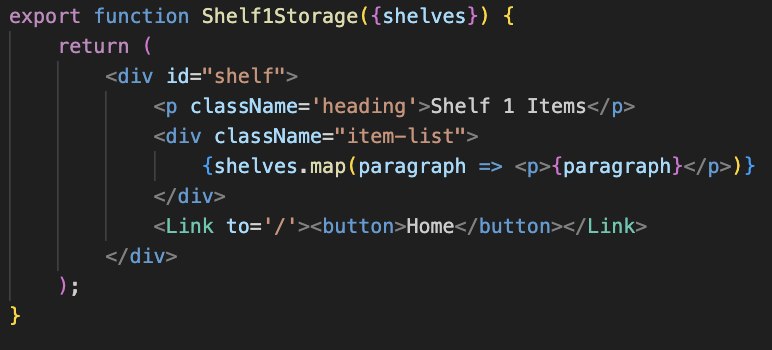 export function Shelf1Storage({shelves}) {
    return (
        <div id="shelf">
            <p className='heading'>Shelf 1 Items</p>
            <div className="item-list">
                {shelves.map(paragraph => <p>{paragraph}</p>)}
            </div>
            <Link to='/'><button>Home</button></Link>
        </div>
    );
}